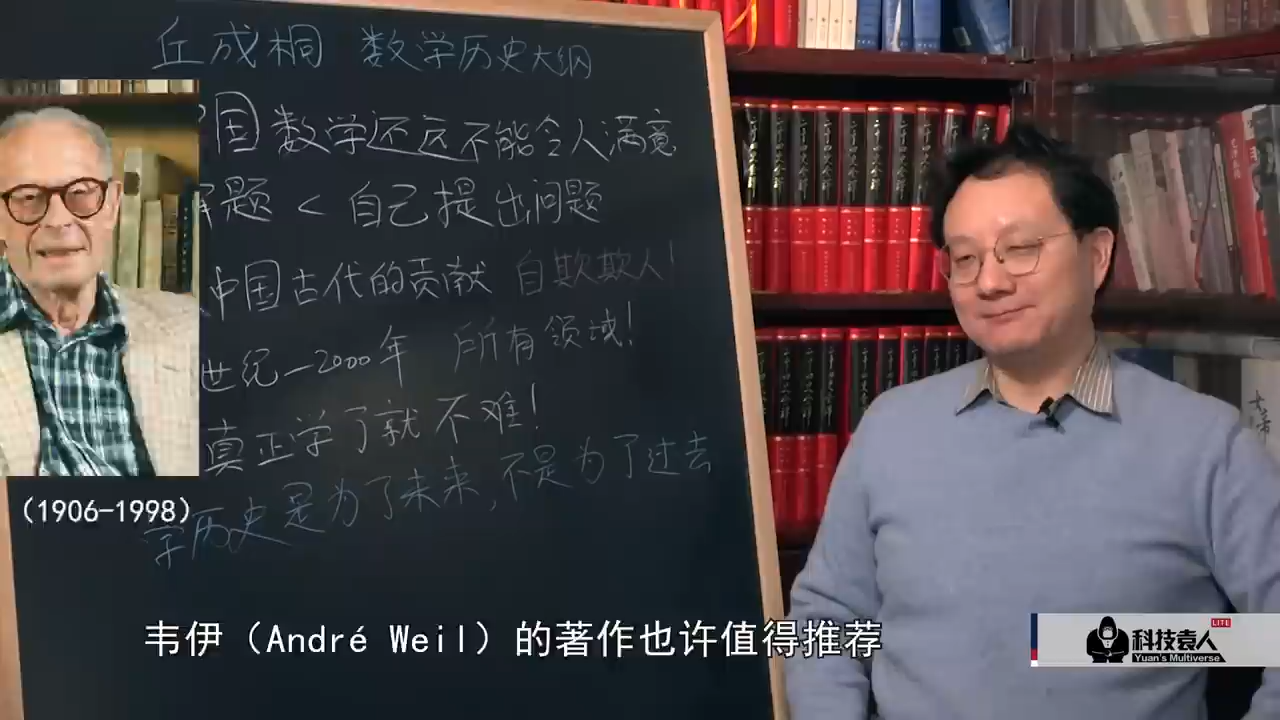 丘成桐 数学历史大纲
国数学还远不能令人满意
解题 < 自己提出问题
中国古代的贡献 自欺欺人!
世纪—2000年 所有领域!
真正学了就不难!
学历史是为了未来,不是为了过去
(1906-1998)
韦伊（André Weil）的著作也许值得推荐
科技袁人
LITE
Yuan's Multiverse